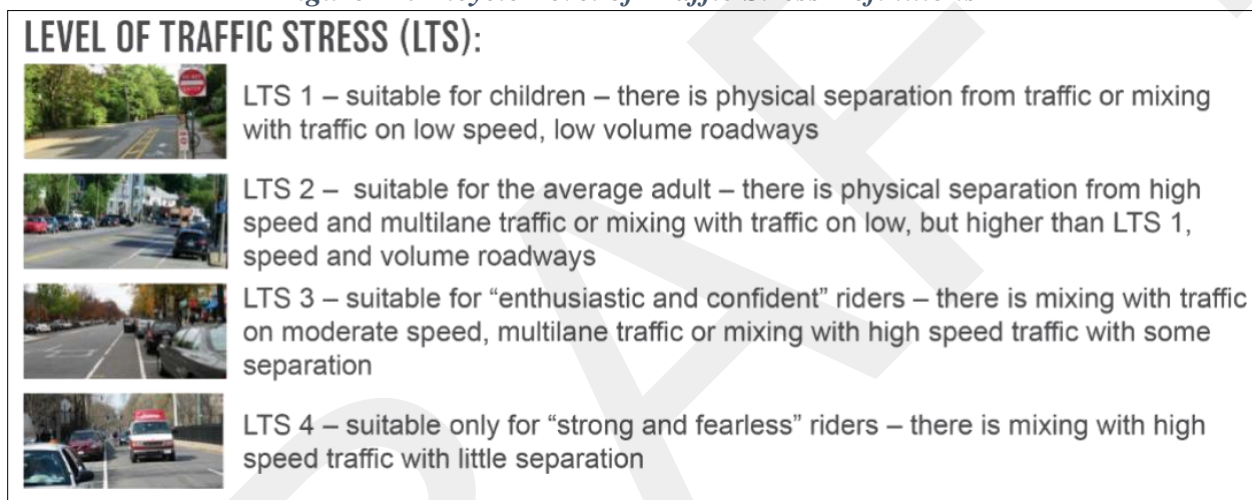 LEVEL OF TRAFFIC STRESS (LTS):
LTS 1 – suitable for children – there is physical separation from traffic or mixing
with traffic on low speed, low volume roadways
LTS 2 – suitable for the average adult – there is physical separation from high
speed and multilane traffic or mixing with traffic on low, but higher than LTS 1,
speed and volume roadways
LTS 3 – suitable for “enthusiastic and confident” riders – there is mixing with traffic
on moderate speed, multilane traffic or mixing with high speed traffic with some
separation
LTS 4 – suitable only for “strong and fearless” riders – there is mixing with high
speed traffic with little separation